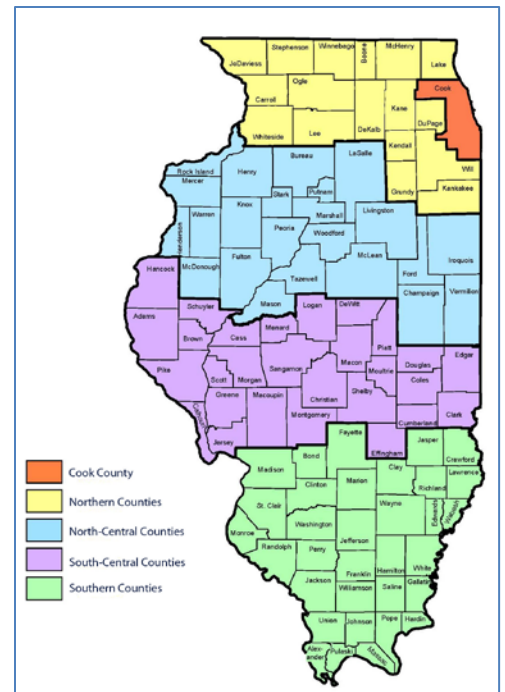 JoDaviess
Stephenson
Winnebago
Boone
McHenry
Lake
Carroll
Ogle
Cook
Kane
DuPage
Whiteside
Lee
DeKalb
Kendall
Will
Grundy
Kankakee
Rock Island
Mercer
Henry
Bureau
LaSalle
Putnam
Stark
Warren
Knox
Marshall
Livingston
Peoria
Woodford
Henderson
McLean
Iroquois
McDonough
Fulton
Tazewell
Ford
Mason
Champaign
Vermilion
Hancock
Schuyler
Logan
DeWitt
Adams
Menard
Piatt
Brown
Cass
Macon
Douglas
Edgar
Sangamon
Moultrie
Coles
Pike
Scott
Morgan
Christian
Shelby
Greene
Macoupin
Montgomery
Cumberland
Clark
Calhoun
Jersey
Fayette
Effingham
Jasper
Crawford
Bond
Madison
Clay
Lawrence
Clinton
Marion
Richland
St. Clair
Wayne
Edwards
Wabash
Washington
Monroe
Jefferson
Randolph
Perry
Franklin
Hamilton
White
Jackson
Williamson
Saline
Gallatin
Union
Johnson
Pope
Hardin
Alex-
ander
Pulaski
Massac
Cook County
Northern Counties
North-Central Counties
South-Central Counties
Southern Counties